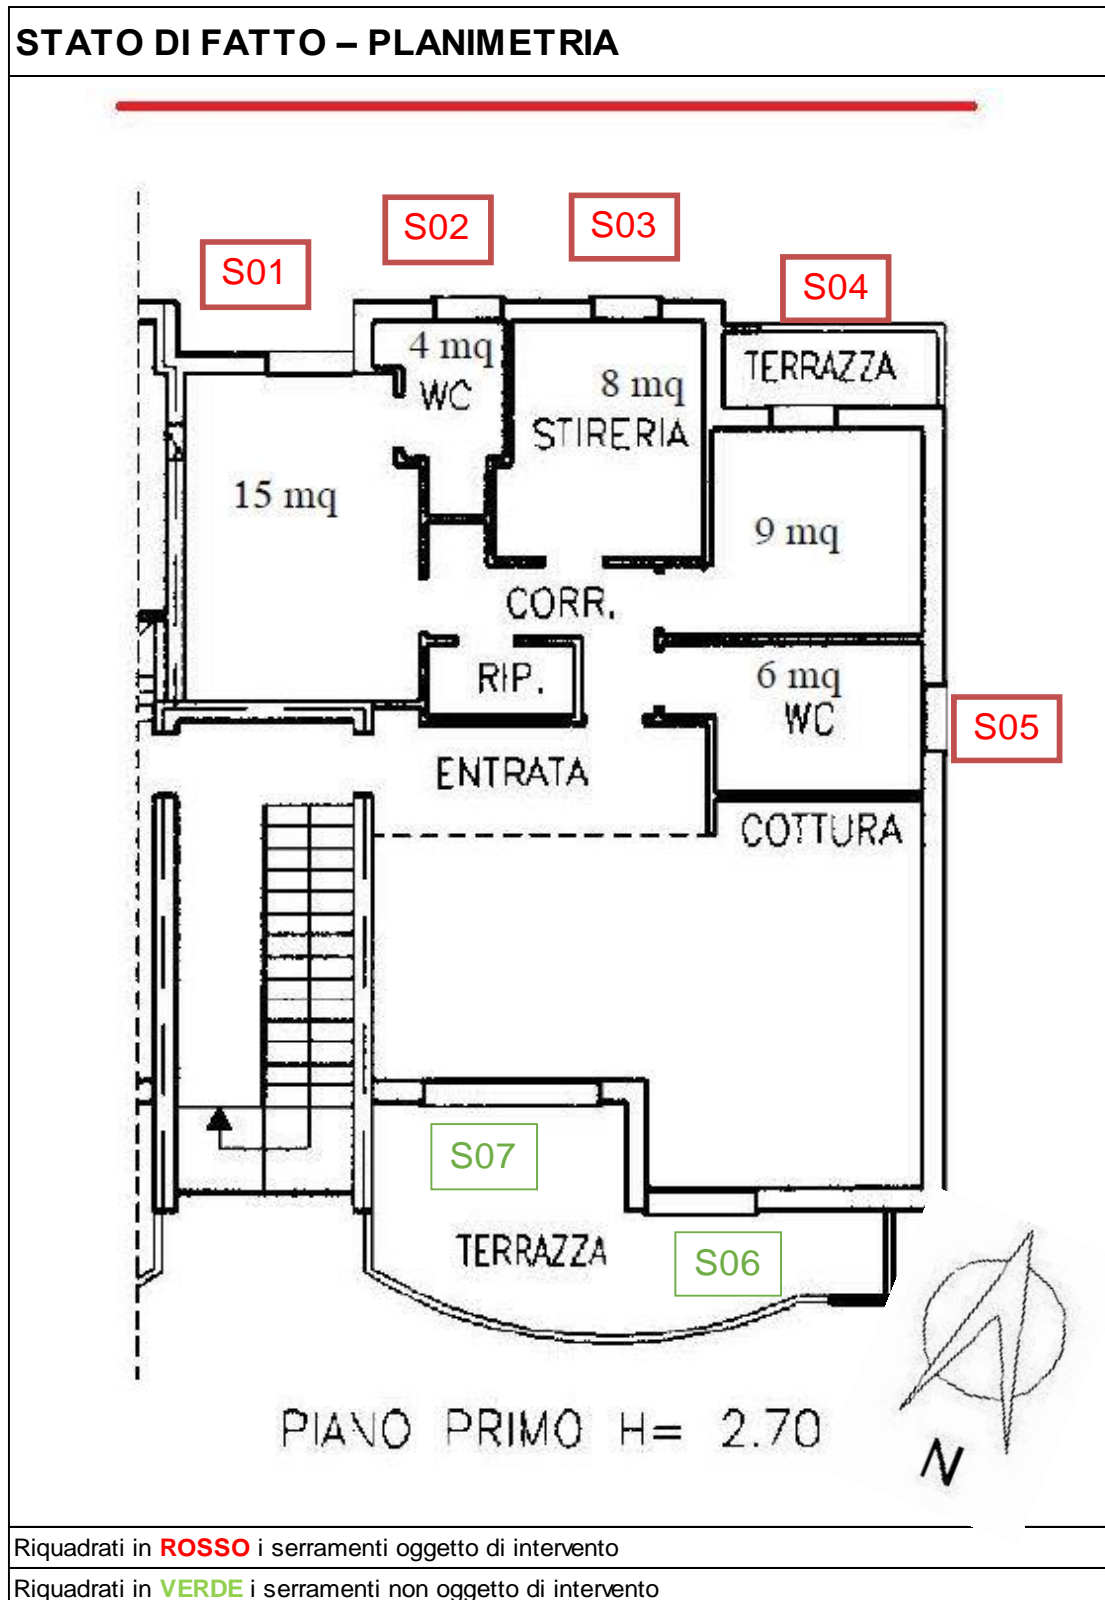 STATO DI FATTO – PLANIMETRIA
S02
S03
S01
S04
4 mq
WC
TERRAZZA
8 mq
STIRERIA
15 mq
9 mq
CORR.
RIP.
6 mq
WC
S05
ENTRATA
COTTURA
S07
TERRAZZA
S06
PIANO PRIMO H= 2.70
N
Riquadrati in ROSSO i serramenti oggetto di intervento
Riquadrati in VERDE i serramenti non oggetto di intervento